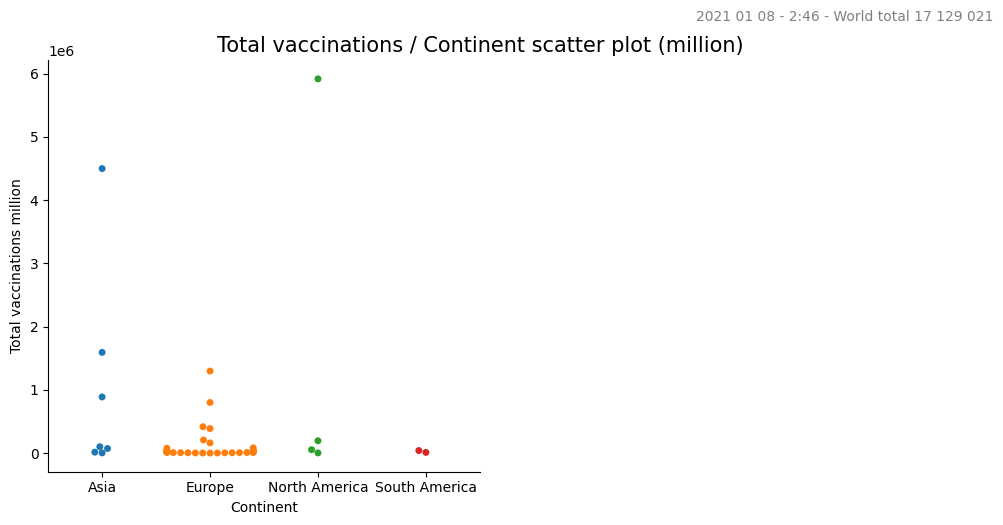 2021 01 08 - 2:46 - World total 17 129 021
Total vaccinations / Continent scatter plot (million)
1e6
6
5
4
3
2
1
0
Total vaccinations million
Asia Europe North America South America
Continent